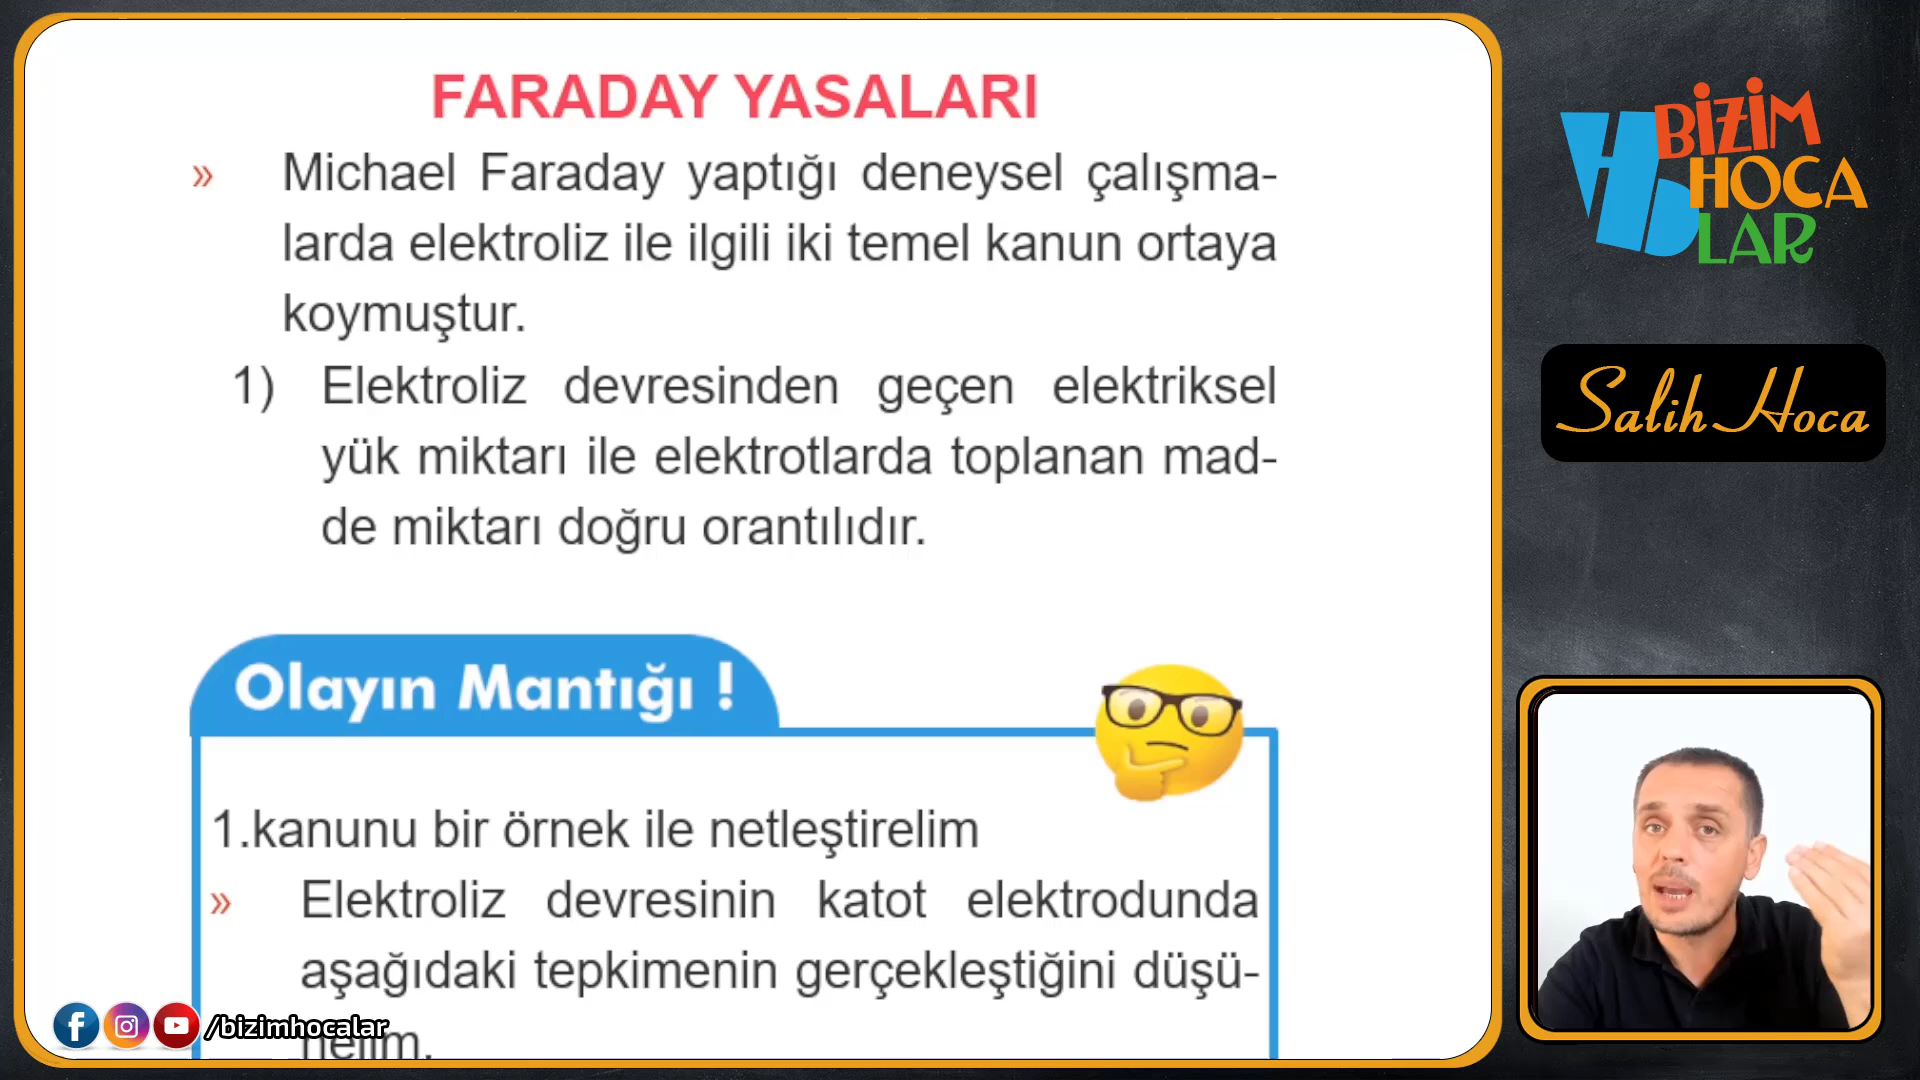 FARADAY YASALARI
» Michael Faraday yaptığı deneysel çalışma-
larda elektroliz ile ilgili iki temel kanun ortaya
koymuştur.
1) Elektroliz devresinden geçen elektriksel
yük miktarı ile elektrotlarda toplanan mad-
de miktarı doğru orantılıdır.
Olayın Mantığı !
1.kanunu bir örnek ile netleştirelim
» Elektroliz devresinin katot elektrodunda
aşağıdaki tepkimenin gerçekleştiğini düşü-
nelim.
/bizimhocalar
BİZİM
HOCA
LAR
Salih Hoca